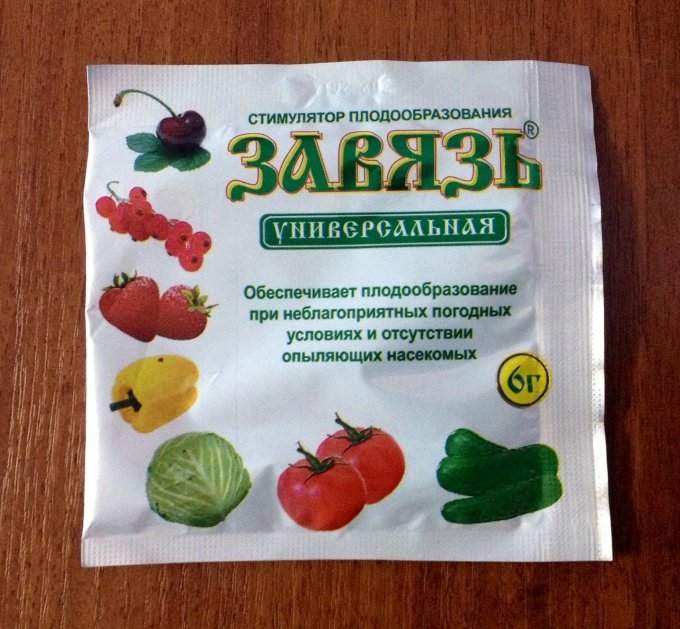 СТИМУЛЯТОР ПЛОДООБРАЗОВАНИЯ
ЗАВЯЗЬ®
УНИВЕРСАЛЬНАЯ
Обеспечивает плодообразование
при неблагоприятных погодных
условиях и отсутствии
опыляющих насекомых
6г